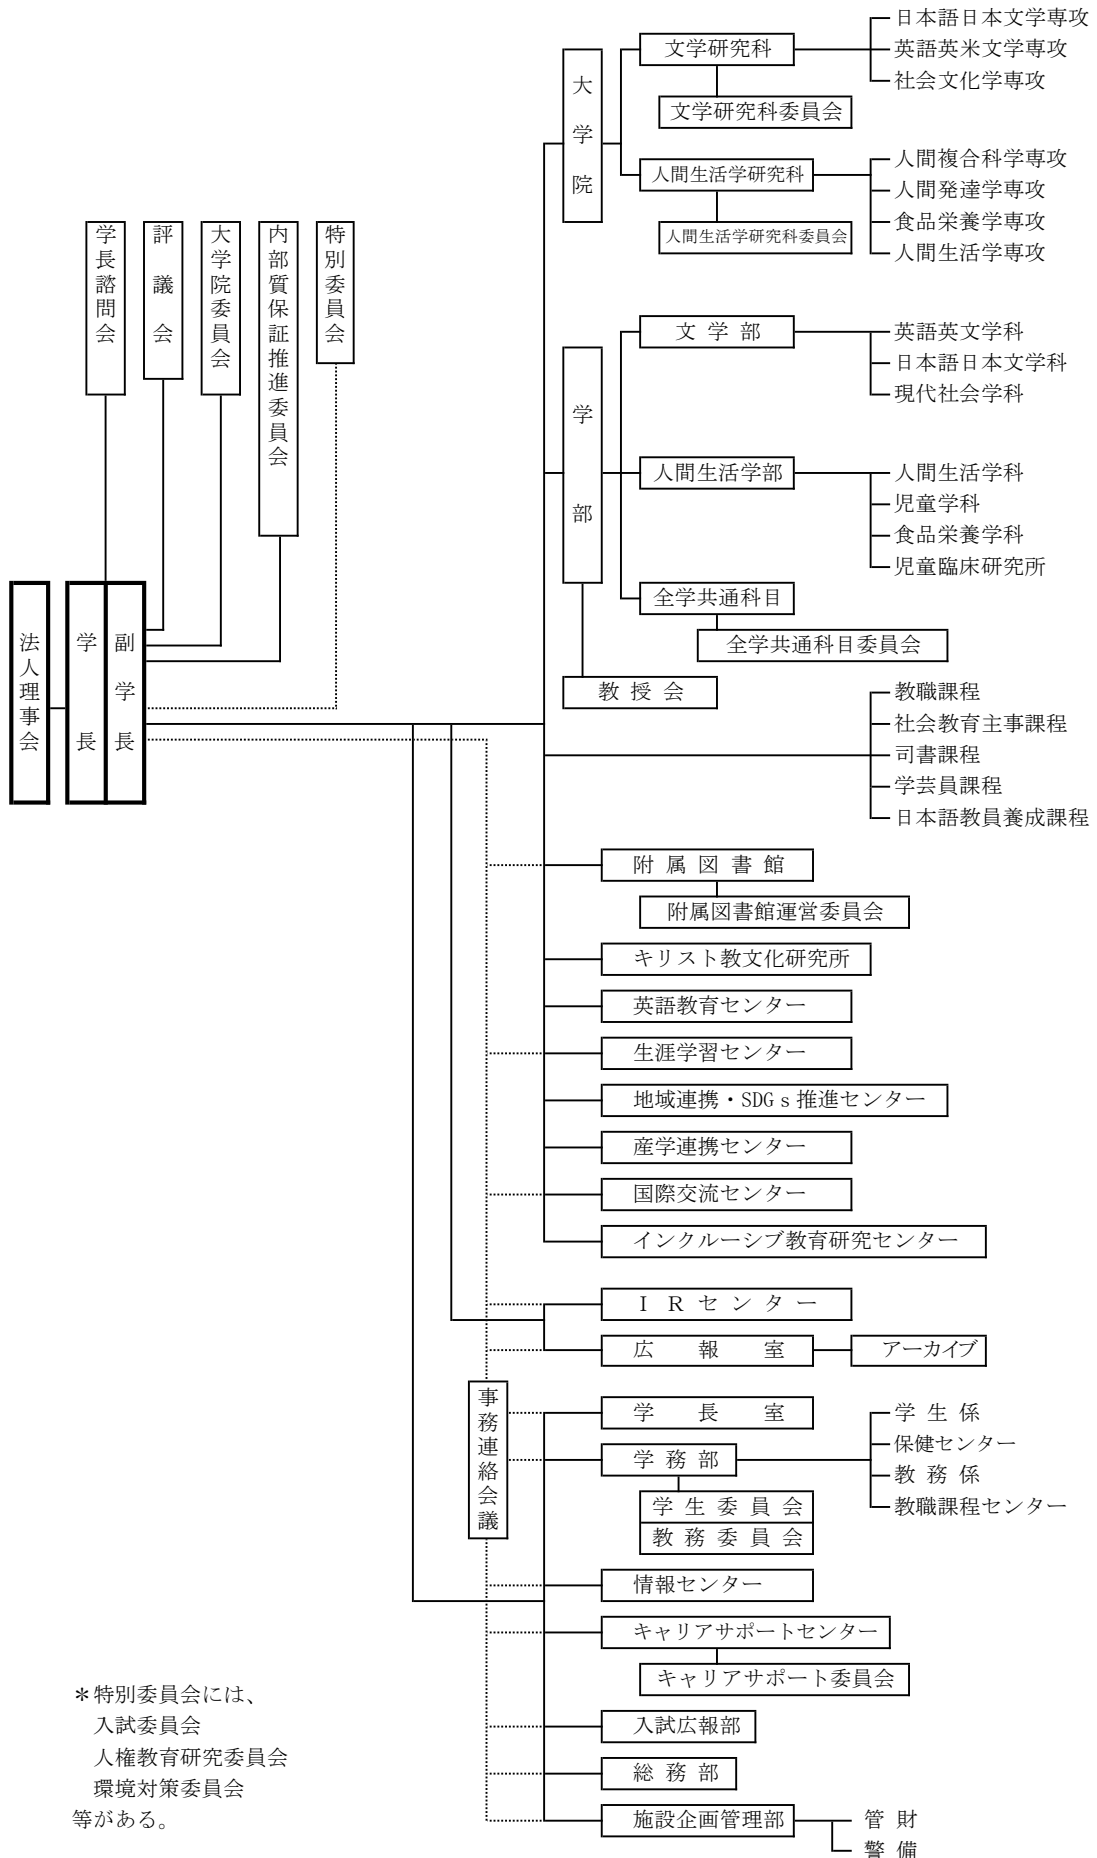 日本語日本文学専攻
文学研究科
英語英米文学専攻
社会文化学専攻
大学院
文学研究科委員会
人間複合科学専攻
人間生活学研究科
人間発達学専攻
食品栄養学専攻
人間生活学研究科委員会
人間生活学専攻
学長諮問会
評議会
大学院委員会
内部質保証推進委員会
特別委員会
文学部
英語英文学科
日本語日本文学科
現代社会学科
学部
人間生活学部
人間生活学科
児童学科
食品栄養学科
児童臨床研究所
全学共通科目
全学共通科目委員会
教授会
法人理事会
学長
副学長
教職課程
社会教育主事課程
司書課程
学芸員課程
日本語教員養成課程
附属図書館
附属図書館運営委員会
キリスト教文化研究所
英語教育センター
生涯学習センター
地域連携・SDGs推進センター
産学連携センター
国際交流センター
インクルーシブ教育研究センター
ＩＲセンター
広報室
アーカイブ
事務連絡会議
学長室
学務部
学生係
保健センター
教務係
教職課程センター
学生委員会
教務委員会
情報センター
キャリアサポートセンター
キャリアサポート委員会
入試広報部
総務部
施設企画管理部
管財
警備
＊特別委員会には、
入試委員会
人権教育研究委員会
環境対策委員会
等がある。